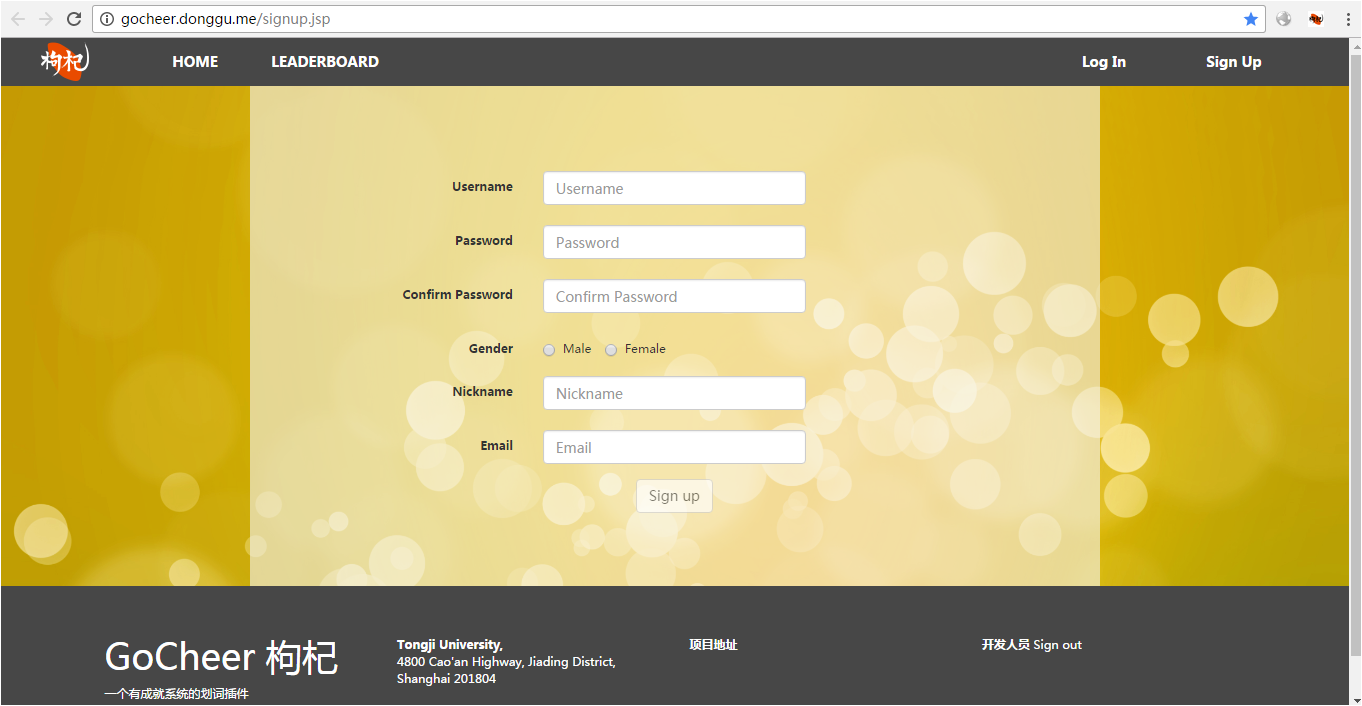 gocheer.donggu.me/signup.jsp
枸杞 HOME LEADERBOARD Log In Sign Up
Username Username
Password Password
Confirm Password Confirm Password
Gender Male Female
Nickname Nickname
Email Email
Sign up
GoCheer 枸杞
一个有成就系统的划词插件
Tongji University,
4800 Cao'an Highway, Jiading District,
Shanghai 201804
项目地址
开发人员 Sign out